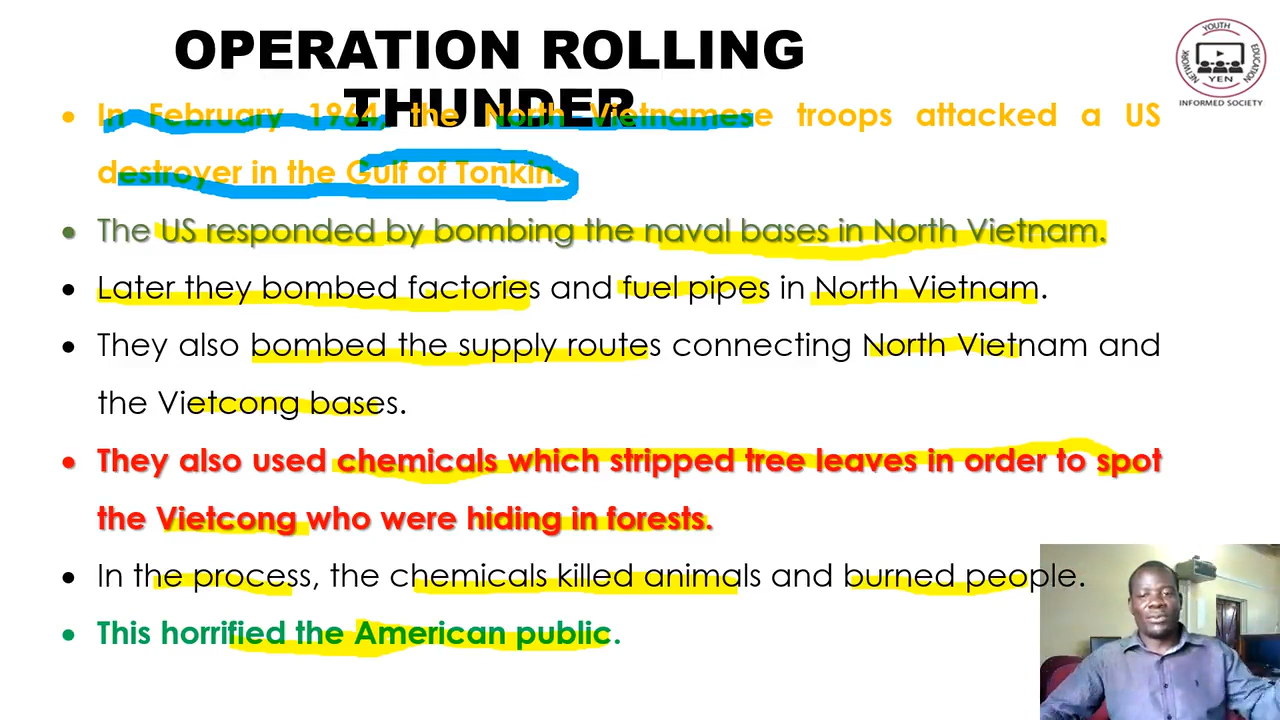 OPERATION ROLLING
THUNDER
• In February 1964, the North Vietnamese troops attacked a US
destroyer in the Gulf of Tonkin.
• The US responded by bombing the naval bases in North Vietnam.
• Later they bombed factories and fuel pipes in North Vietnam.
• They also bombed the supply routes connecting North Vietnam and
the Vietcong bases.
• They also used chemicals which stripped tree leaves in order to spot
the Vietcong who were hiding in forests.
• In the process, the chemicals killed animals and burned people.
• This horrified the American public.
YOUTH
NETWORK
EDUCATION
YEN
INFORMED SOCIETY